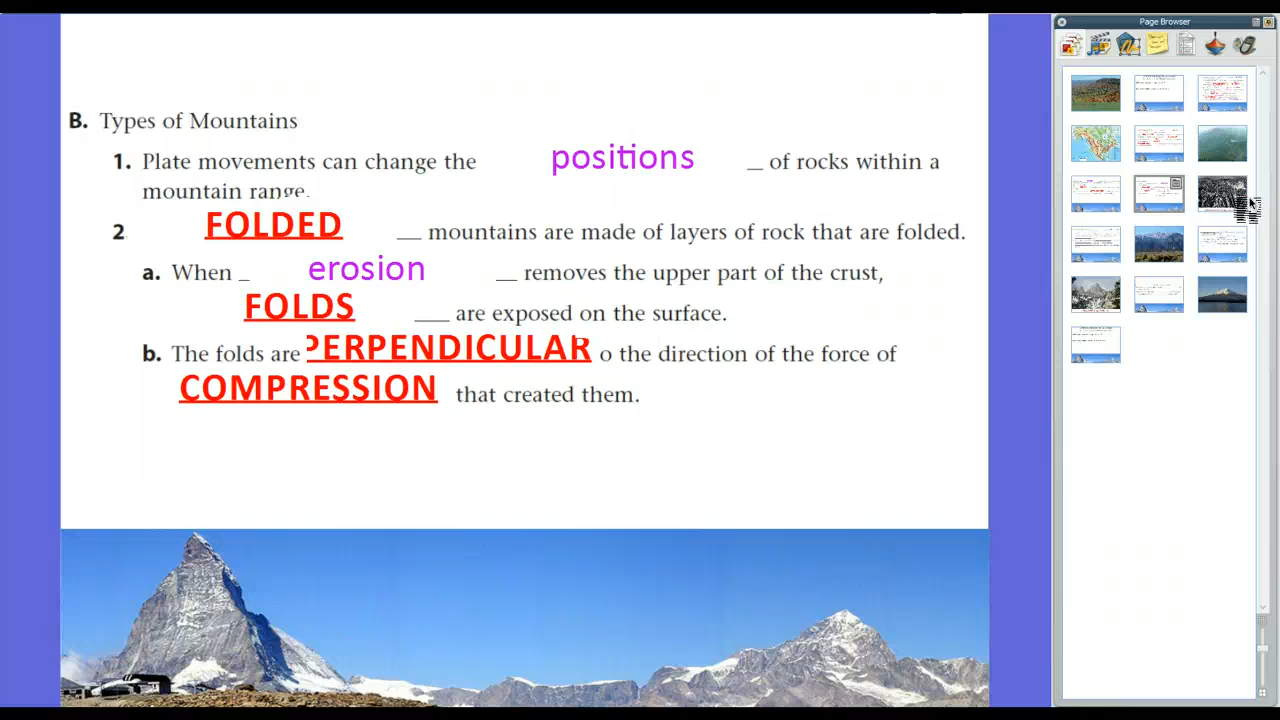 Page Browser
B. Types of Mountains
1. Plate movements can change the positions _ of rocks within a
mountain range.
2 FOLDED __ mountains are made of layers of rock that are folded.
a. When _ erosion __ removes the upper part of the crust,
FOLDS ___ are exposed on the surface.
b. The folds are PERPENDICULAR o the direction of the force of
COMPRESSION that created them.